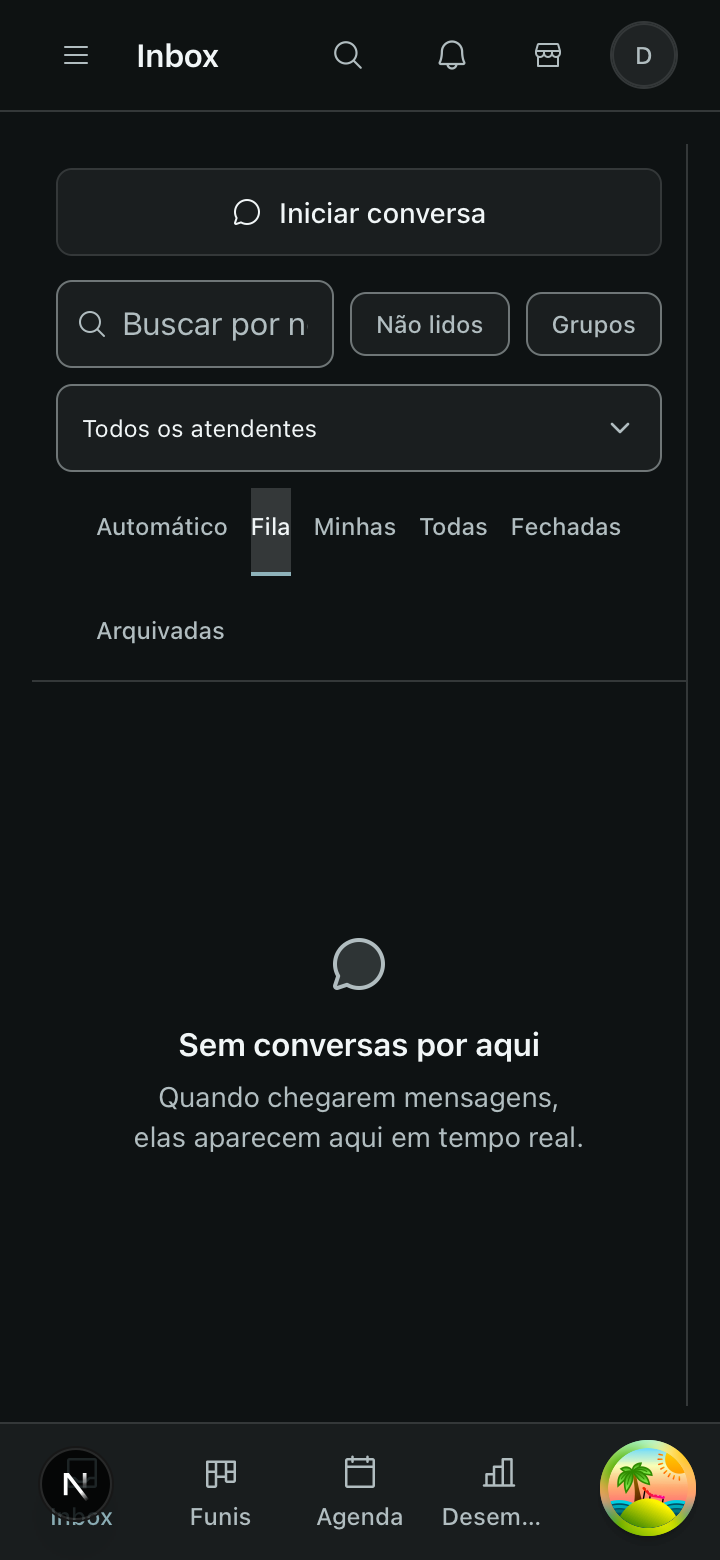 Inbox
D
Iniciar conversa
Buscar por n
Não lidos
Grupos
Todos os atendentes
Automático
Fila
Minhas
Todas
Fechadas
Arquivadas
Sem conversas por aqui
Quando chegarem mensagens,
elas aparecem aqui em tempo real.
N
Inbox
Funis
Agenda
Desem...